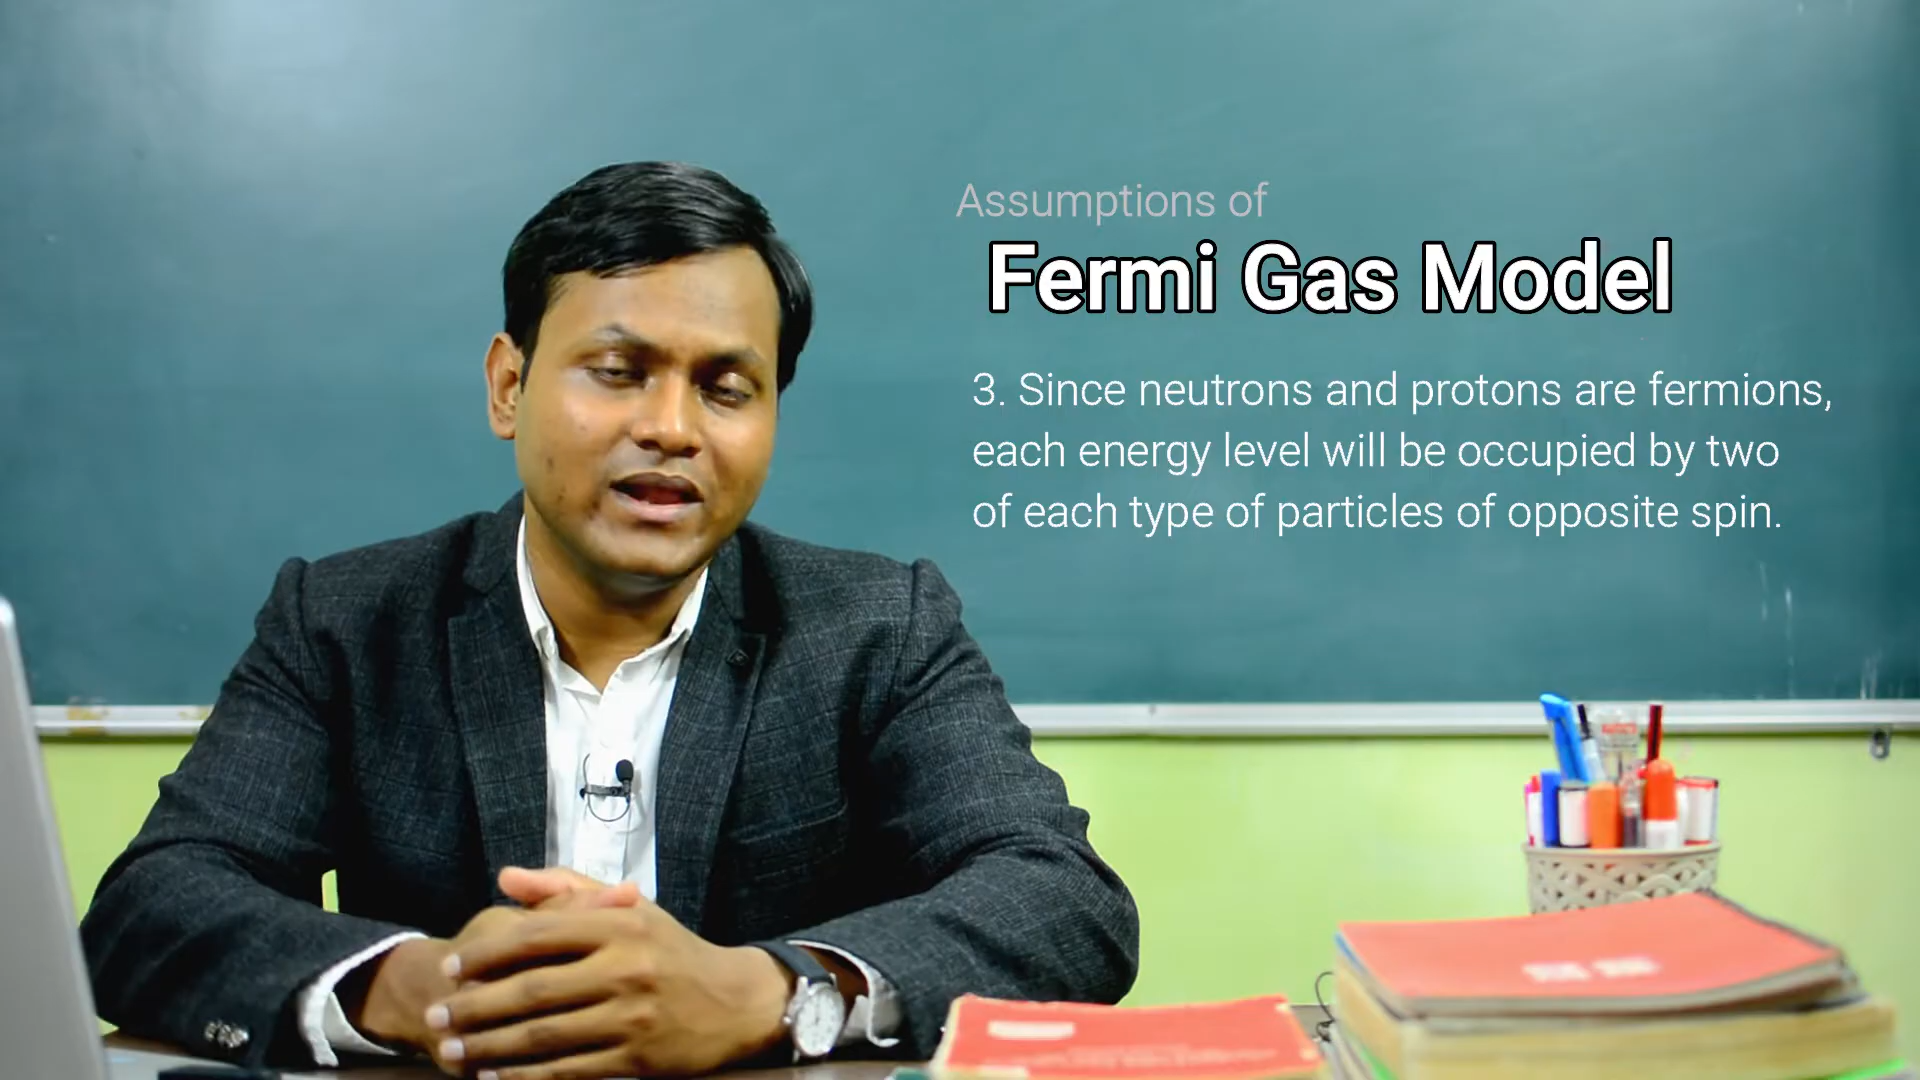 Assumptions of
Fermi Gas Model
3. Since neutrons and protons are fermions,
each energy level will be occupied by two
of each type of particles of opposite spin.